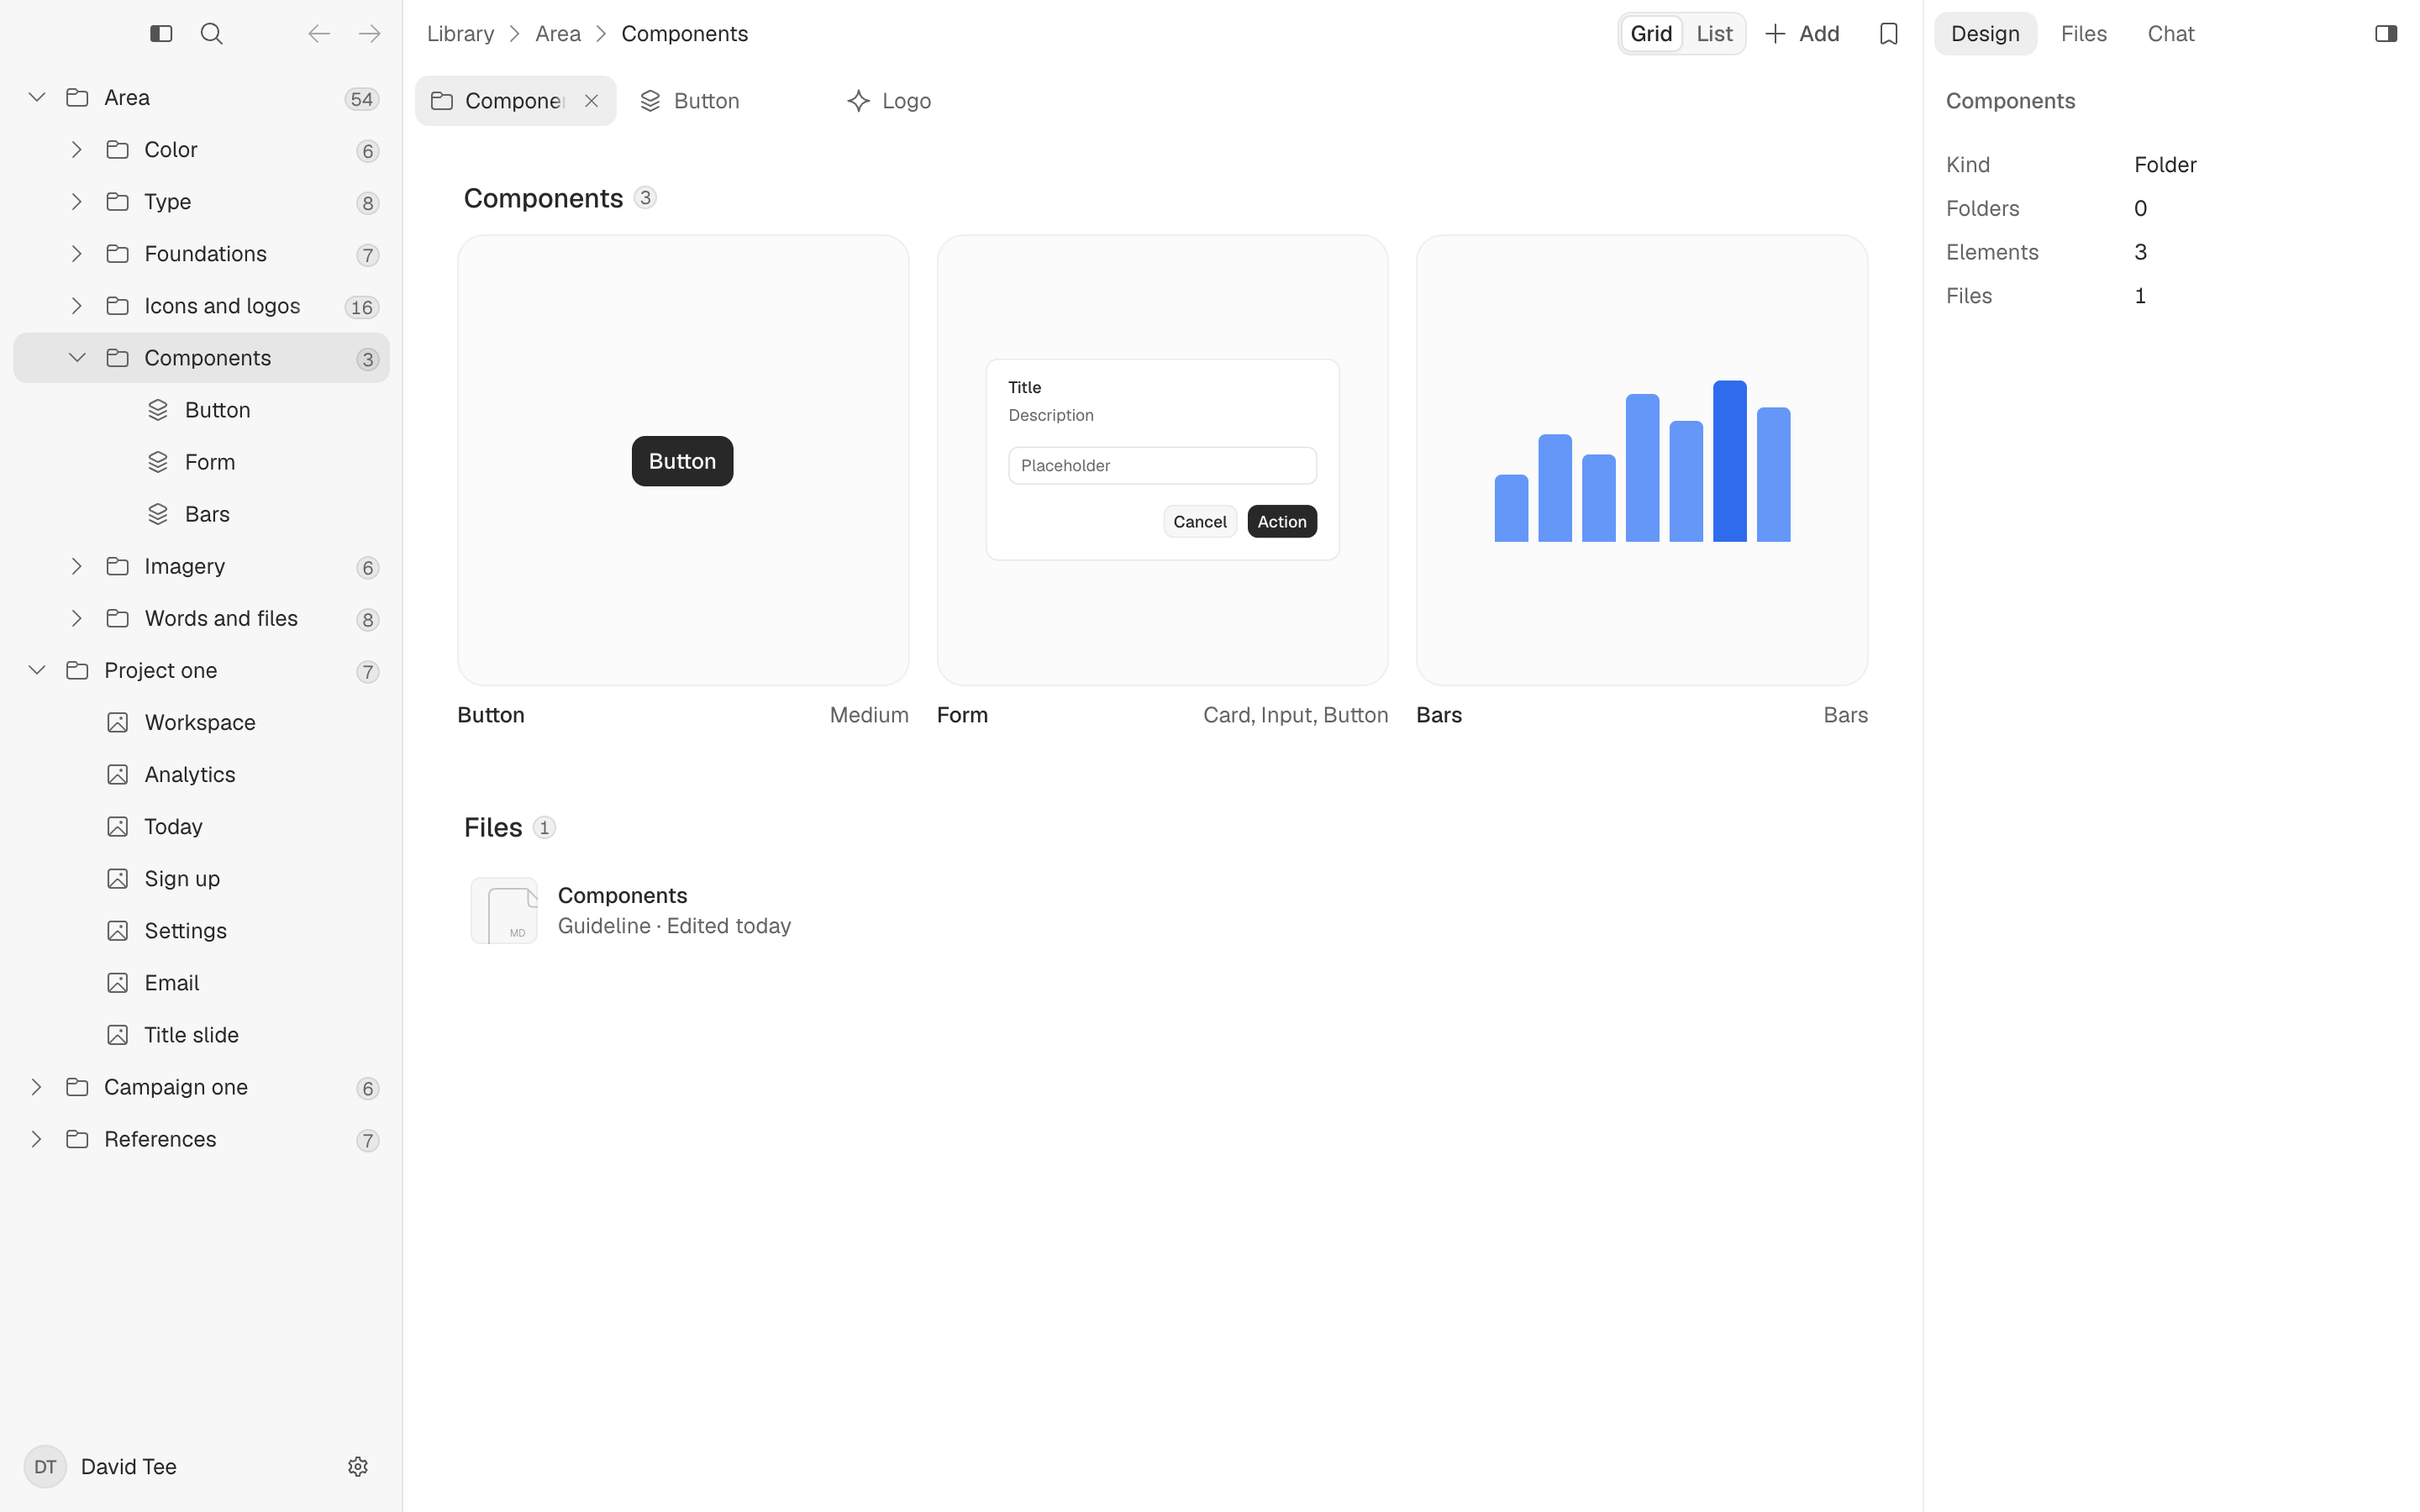 Area 54
Color 6
Type 8
Foundations 7
Icons and logos 16
Components 3
Button
Form
Bars
Imagery 6
Words and files 8
Project one 7
Workspace
Analytics
Today
Sign up
Settings
Email
Title slide
Campaign one 6
References 7
DT David Tee
Library > Area > Components
Grid List + Add
Componen Button Logo
Components 3
Button
Title
Description
Placeholder
Cancel Action
Button Medium
Form Card, Input, Button
Bars Bars
Files 1
MD
Components
Guideline · Edited today
Design Files Chat
Components
Kind Folder
Folders 0
Elements 3
Files 1